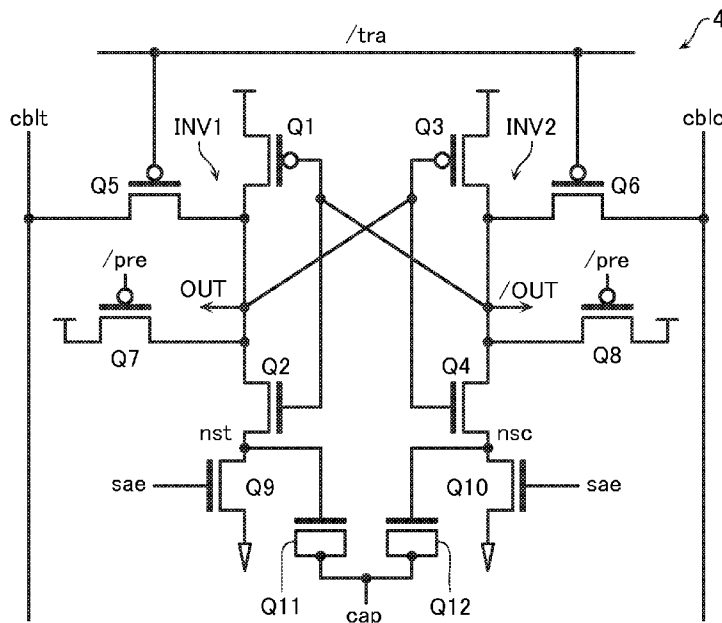 /tra
4
cblt
INV1
Q1
Q3
INV2
cblc
Q5
Q6
/pre
OUT
/OUT
/pre
Q7
Q2
Q4
Q8
nst
nsc
sae
Q9
Q10
sae
Q11
cap
Q12